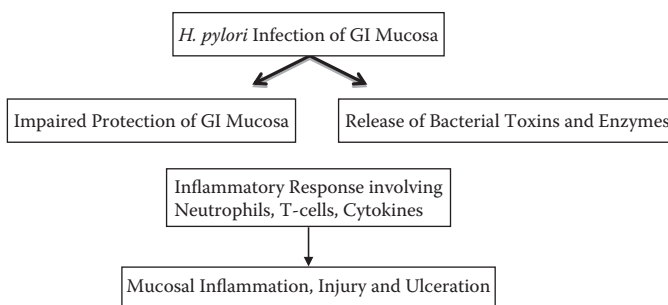 H. pylori Infection of GI Mucosa
Impaired Protection of GI Mucosa
Release of Bacterial Toxins and Enzymes
Inflammatory Response involving
Neutrophils, T-cells, Cytokines
Mucosal Inflammation, Injury and Ulceration